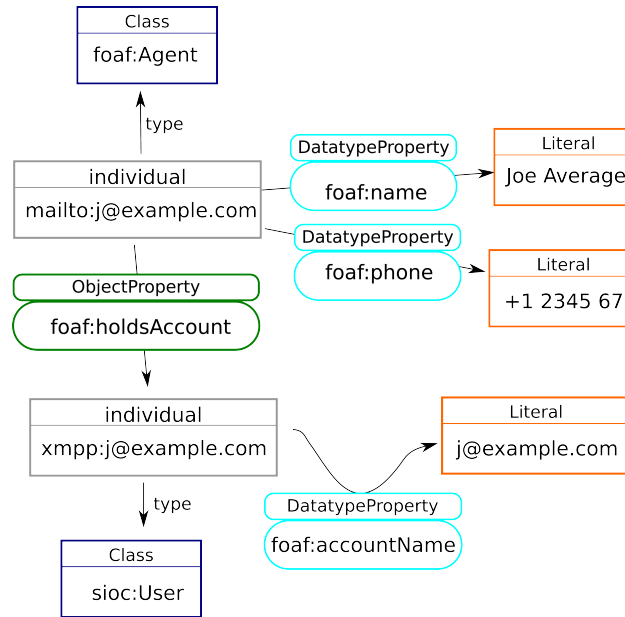 Class
foaf:Agent
type
individual
mailto:j@example.com
DatatypeProperty
foaf:name
Literal
Joe Average
DatatypeProperty
foaf:phone
Literal
+1 2345 67
ObjectProperty
foaf:holdsAccount
individual
xmpp:j@example.com
Literal
j@example.com
type
DatatypeProperty
foaf:accountName
Class
sioc:User